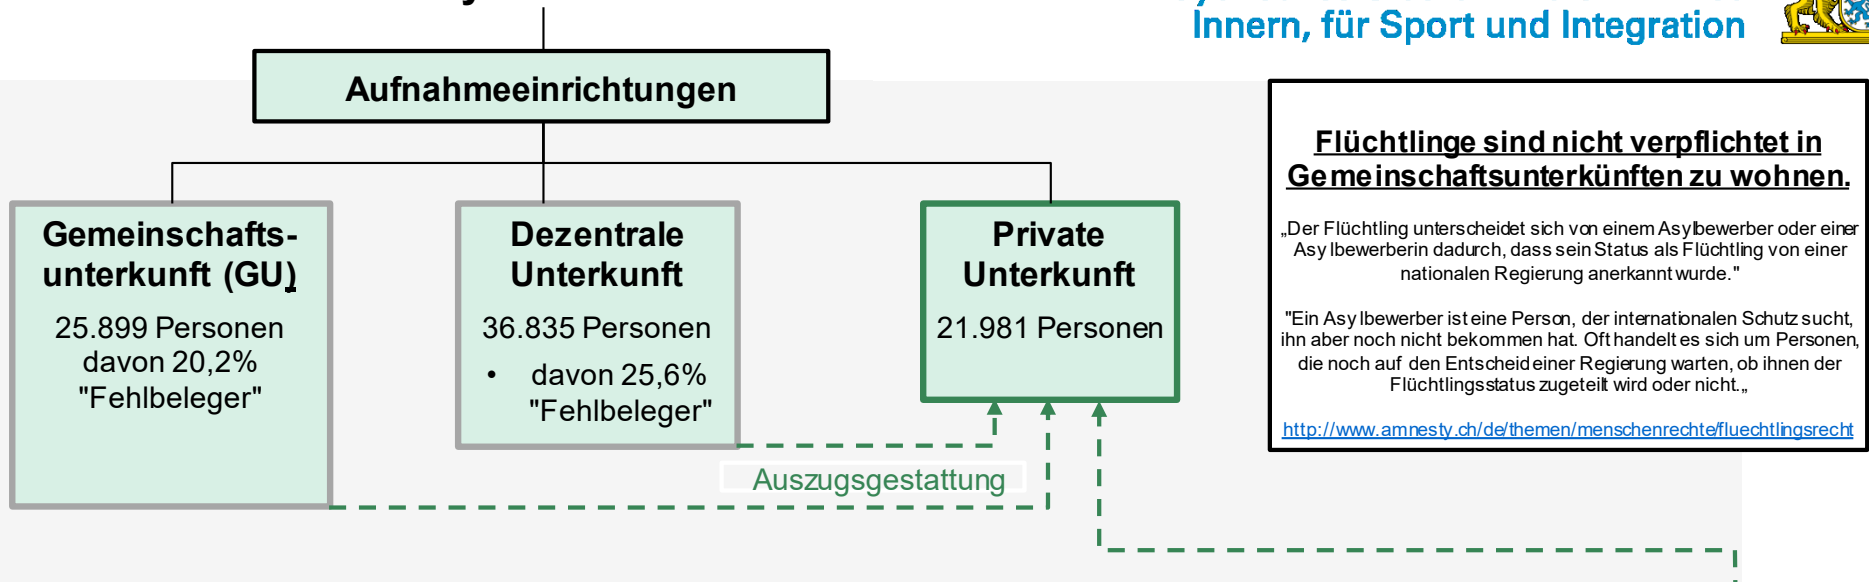 Innern, für Sport und Integration
Aufnahmeeinrichtungen
Gemeinschafts-
unterkunft (GU)
25.899 Personen
davon 20,2%
"Fehlbeleger"
Dezentrale
Unterkunft
36.835 Personen
• davon 25,6%
"Fehlbeleger"
Private
Unterkunft
21.981 Personen
Auszugsgestattung
Flüchtlinge sind nicht verpflichtet in
Gemeinschaftsunterkünften zu wohnen.
„Der Flüchtling unterscheidet sich von einem Asylbewerber oder einer
Asylbewerberin dadurch, dass sein Status als Flüchtling von einer
nationalen Regierung anerkannt wurde."
"Ein Asylbewerber ist eine Person, der internationalen Schutz sucht,
ihn aber noch nicht bekommen hat. Oft handelt es sich um Personen,
die noch auf den Entscheid einer Regierung warten, ob ihnen der
Flüchtlingsstatus zugeteilt wird oder nicht.„
http://www.amnesty.ch/de/themen/menschenrechte/fluechtlingsrecht